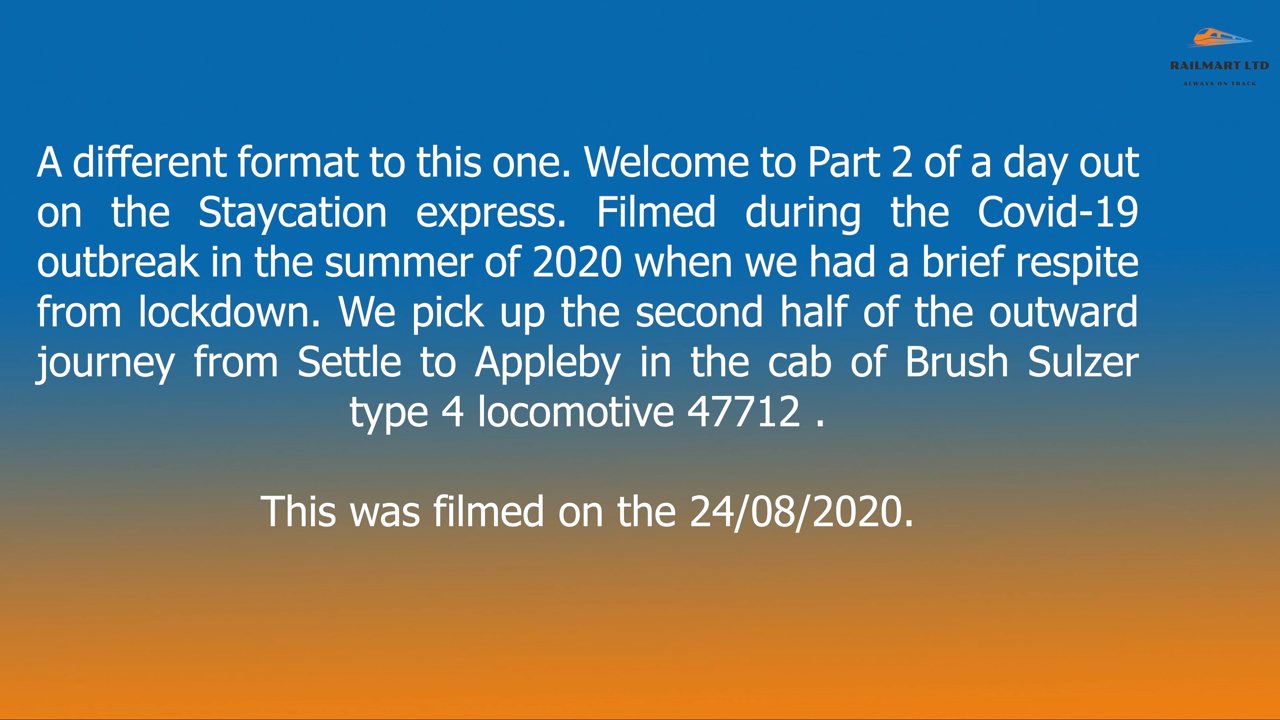 RAILMART LTD
ALWAYS ON TRACK
A different format to this one. Welcome to Part 2 of a day out
on the Staycation express. Filmed during the Covid-19
outbreak in the summer of 2020 when we had a brief respite
from lockdown. We pick up the second half of the outward
journey from Settle to Appleby in the cab of Brush Sulzer
type 4 locomotive 47712 .
This was filmed on the 24/08/2020.